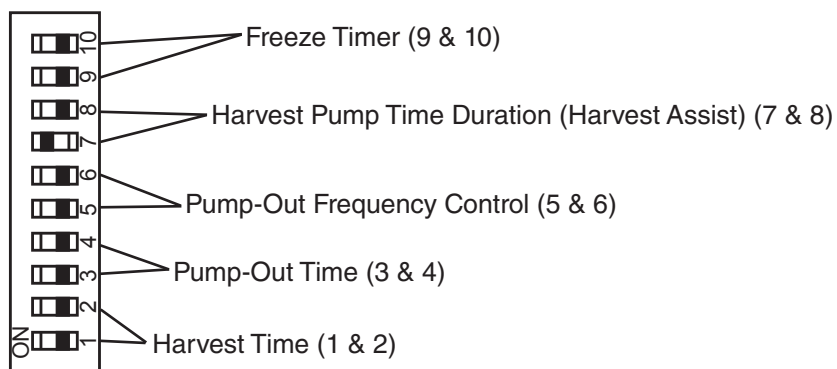 10
Freeze Timer (9 & 10)
9
8
Harvest Pump Time Duration (Harvest Assist) (7 & 8)
7
6
Pump-Out Frequency Control (5 & 6)
5
4
Pump-Out Time (3 & 4)
3
2
Harvest Time (1 & 2)
1
ON